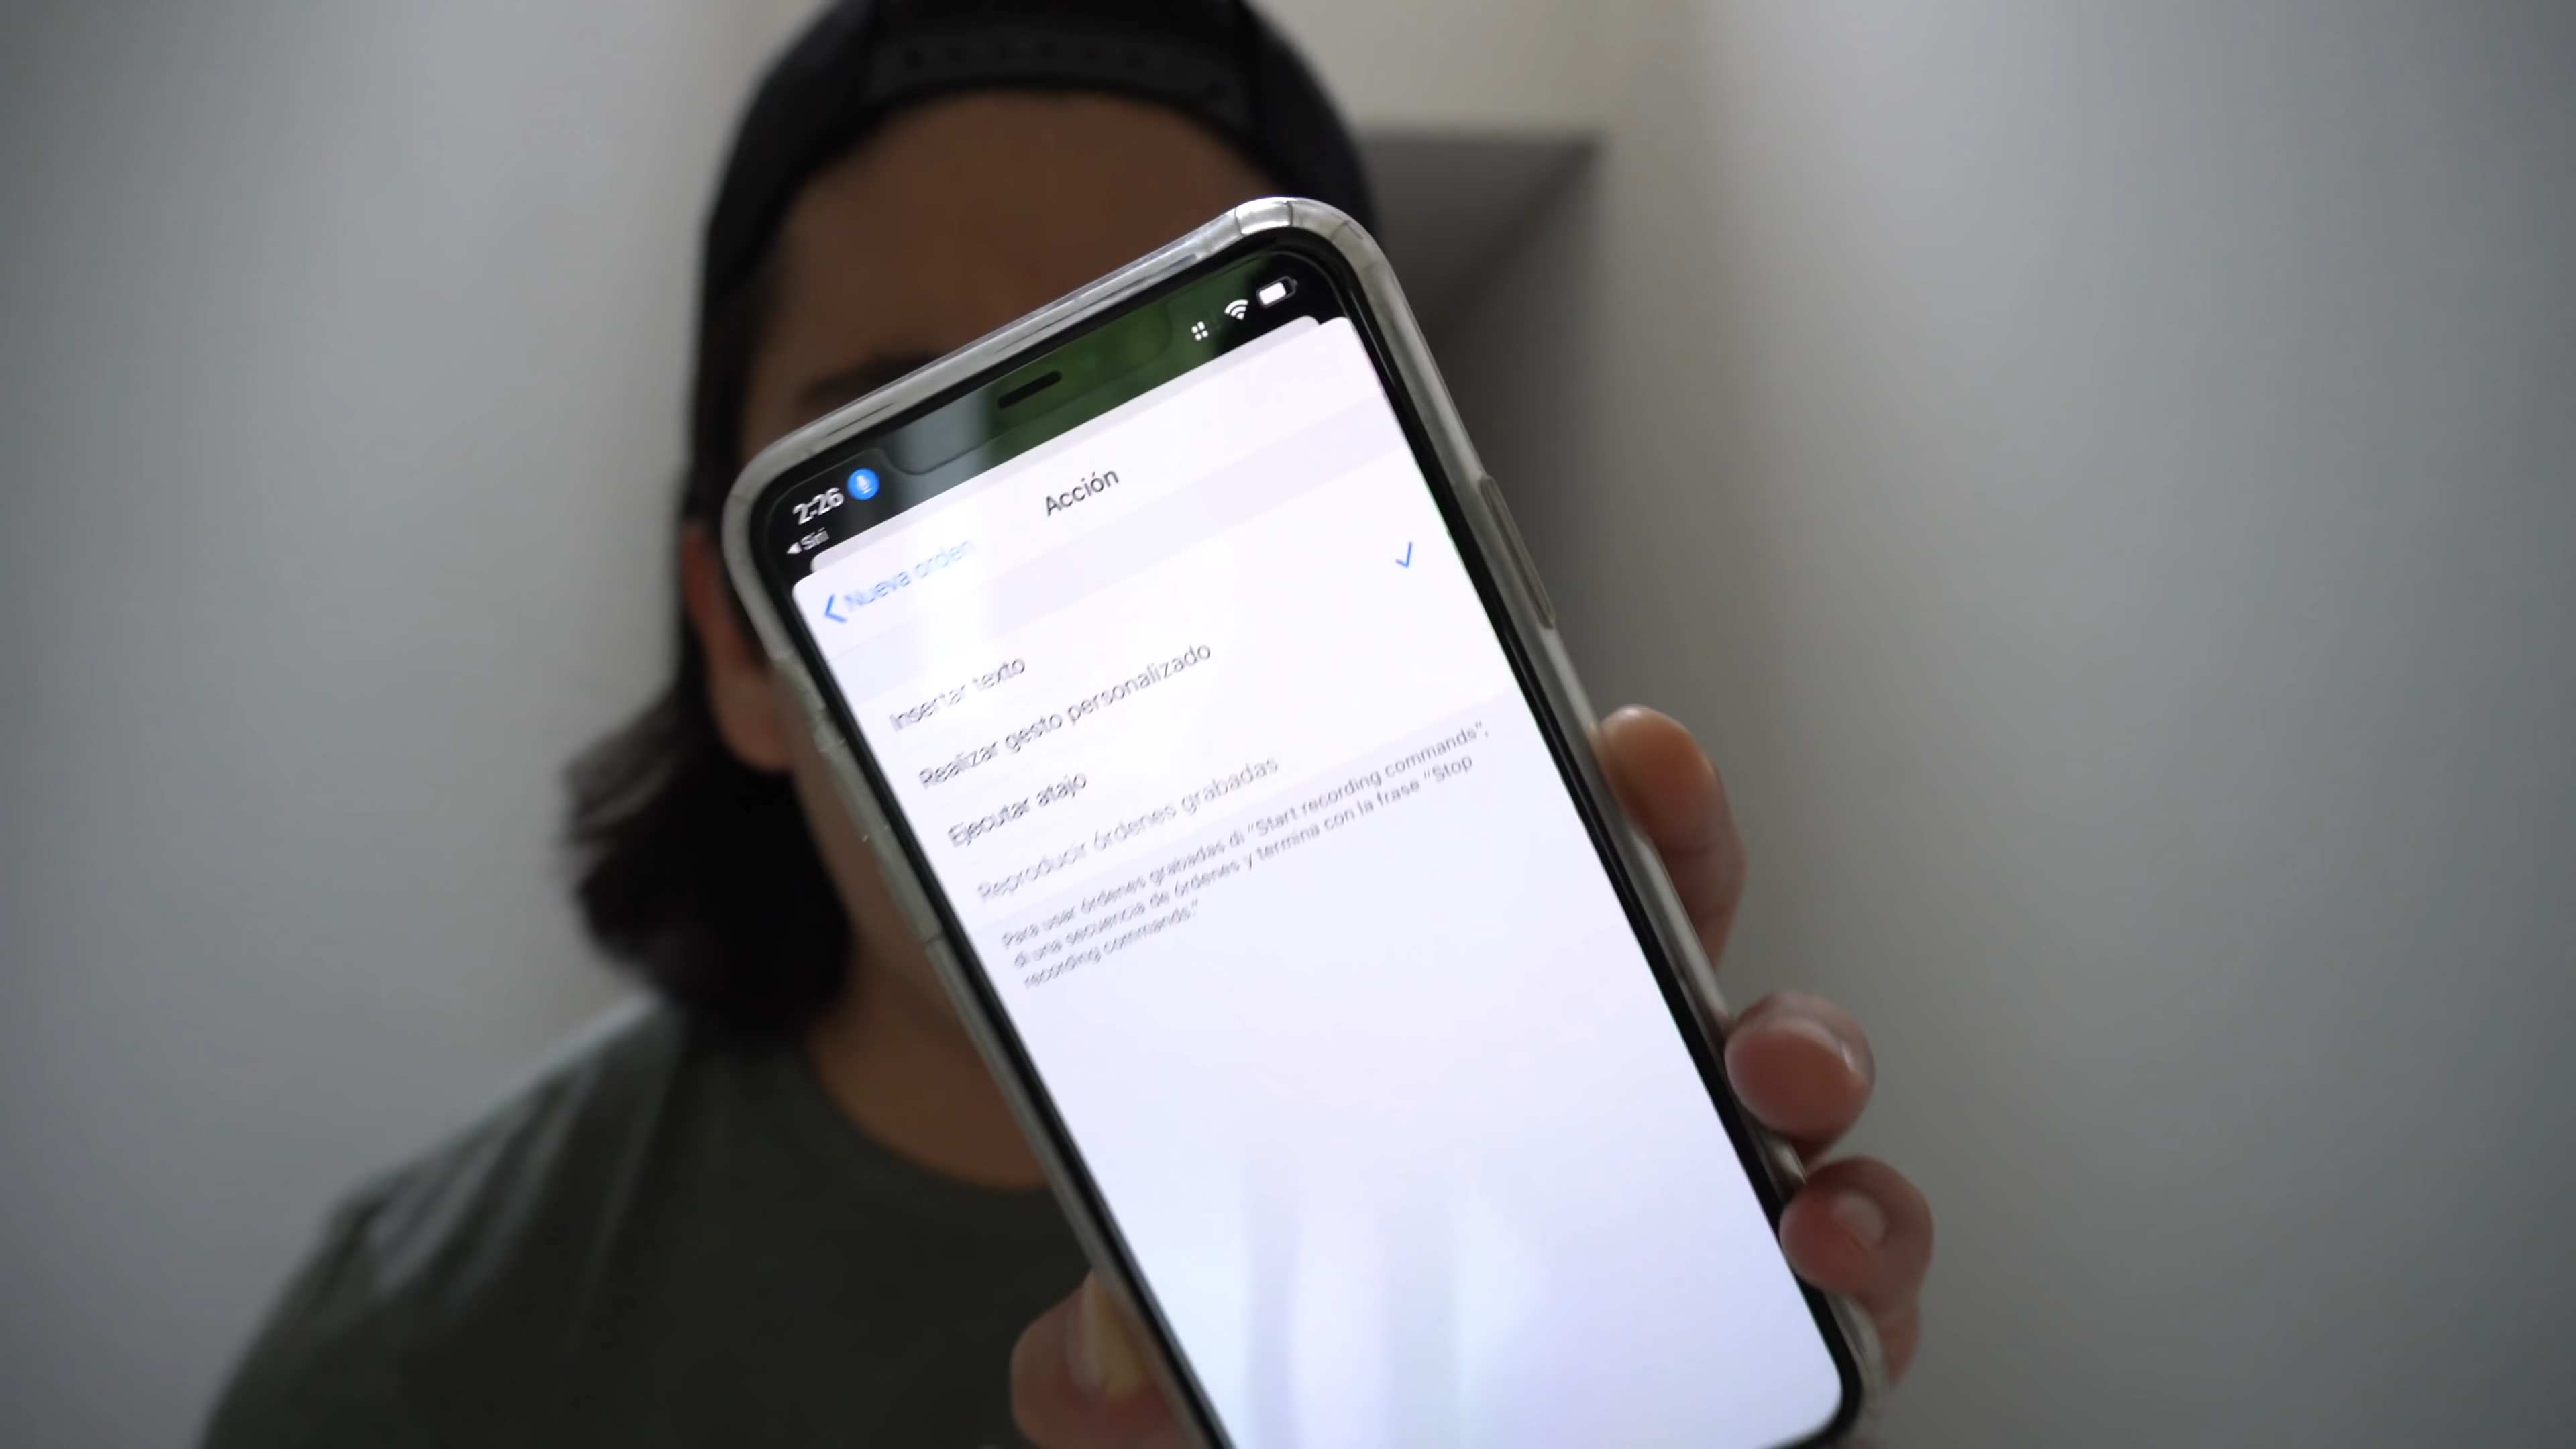 2:26
◀ Siri
Acción
Nueva orden
Insertar texto
Realizar gesto personalizado
Ejecutar atajo
Reproducir órdenes grabadas
Para usar órdenes grabadas di “Start recording commands”,
di una secuencia de órdenes y termina con la frase “Stop
recording commands.”